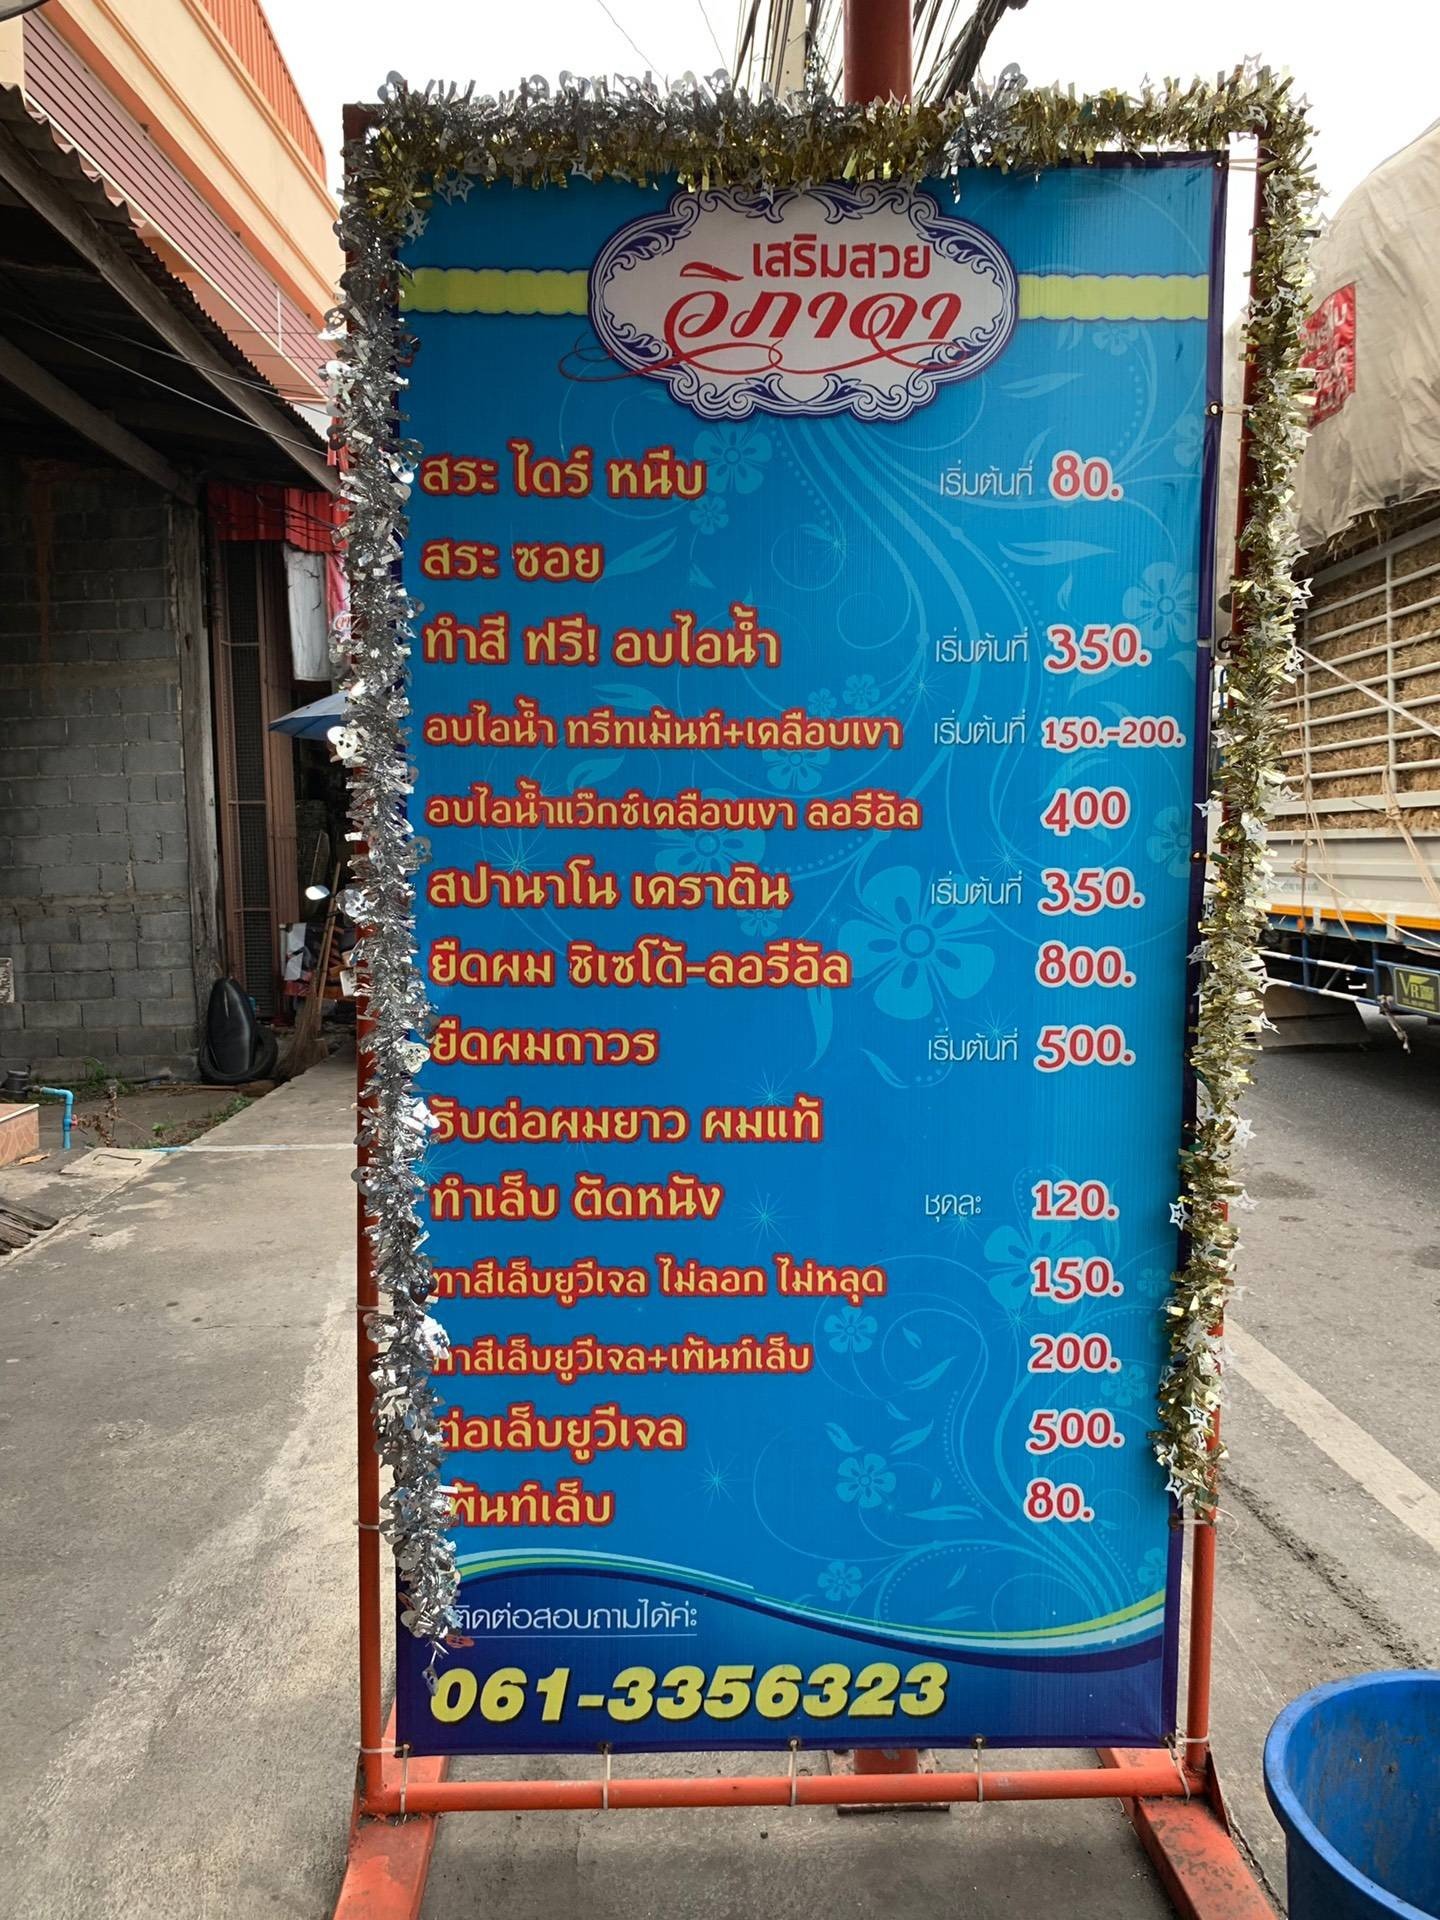 เสริมสวย
วิภาดา
สระ ไดร์ หนีบ เริ่มต้นที่ 80.
สระ ซอย
ทำสี ฟรี! อบไอน้ำ เริ่มต้นที่ 350.
อบไอน้ำ ทรีทเม้นท์+เคลือบเงา เริ่มต้นที่ 150.-200.
อบไอน้ำแว๊กซ์เคลือบเงา ลอรีอัล 400
สปานาโน เคราติน เริ่มต้นที่ 350.
ยืดผม ชิเซโด้-ลอรีอัล 800.
ยืดผมถาวร เริ่มต้นที่ 500.
รับต่อผมยาว ผมแท้
ทำเล็บ ตัดหนัง ชุดละ 120.
ทาสีเล็บยูวีเจล ไม่ลอก ไม่หลุด 150.
ทาสีเล็บยูวีเจล+เพ้นท์เล็บ 200.
ต่อเล็บยูวีเจล 500.
เพ้นท์เล็บ 80.
ติดต่อสอบถามได้ค่ะ
061-3356323